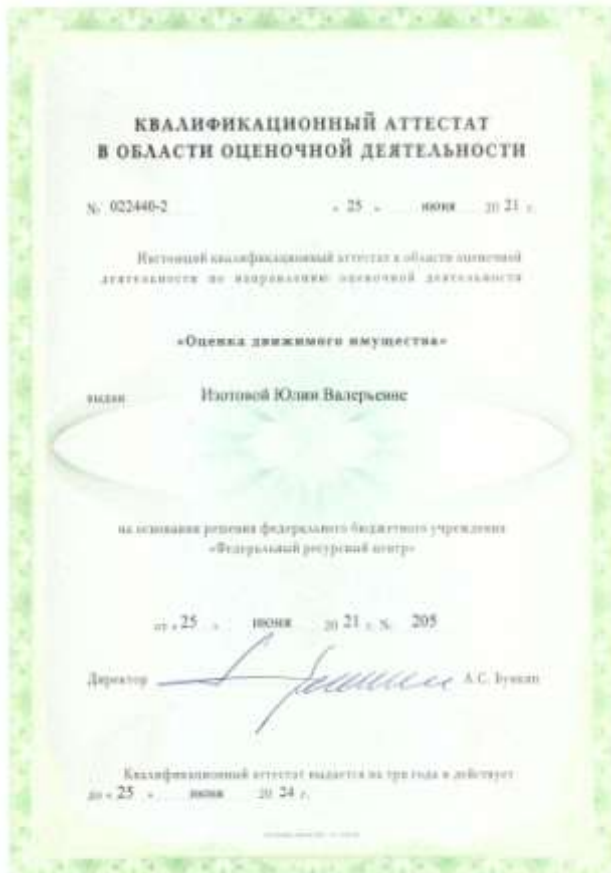 КВАЛИФИКАЦИОННЫЙ АТТЕСТАТ
В ОБЛАСТИ ОЦЕНОЧНОЙ ДЕЯТЕЛЬНОСТИ
№ 022440-2 « 25 » июня 20 21 г.
Настоящий квалификационный аттестат в области оценочной
деятельности по направлению оценочной деятельности
«Оценка движимого имущества»
выдан Изотовой Юлии Валерьевне
на основании решения федерального бюджетного учреждения
«Федеральный ресурсный центр»
от « 25 » июня 20 21 г. № 205
Директор А.С. Бункин
Квалификационный аттестат выдается на три года и действует
до « 25 » июня 20 24 г.